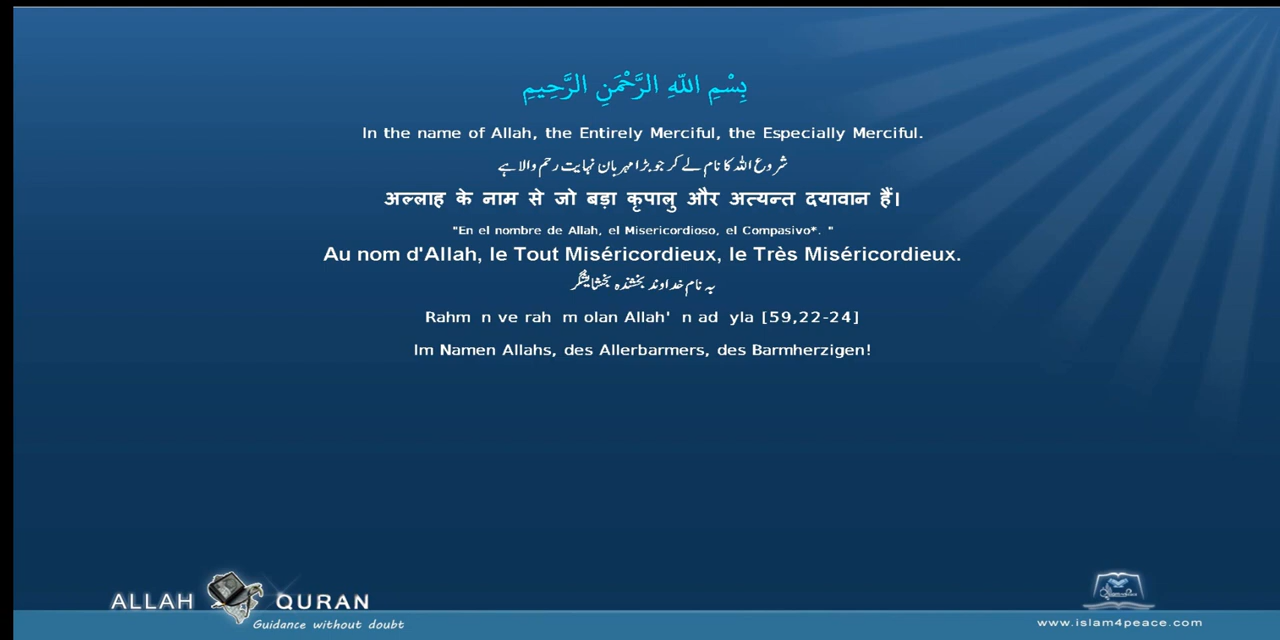 بِسْمِ اللّهِ الرَّحْمَنِ الرَّحِيمِ
In the name of Allah, the Entirely Merciful, the Especially Merciful.
شروع الله کا نام لے کر جو بڑا مہربان نہایت رحم والا ہے
अल्लाह के नाम से जो बड़ा कृपालु और अत्यन्त दयावान हैं।
"En el nombre de Allah, el Misericordioso, el Compasivo*. "
Au nom d'Allah, le Tout Miséricordieux, le Très Miséricordieux.
به نام خداوند بخشنده بخشایشگر
Rahm n ve rah m olan Allah' n ad yla [59,22-24]
Im Namen Allahs, des Allerbarmers, des Barmherzigen!
ALLAH QURAN
Guidance without doubt
www.islam4peace.com